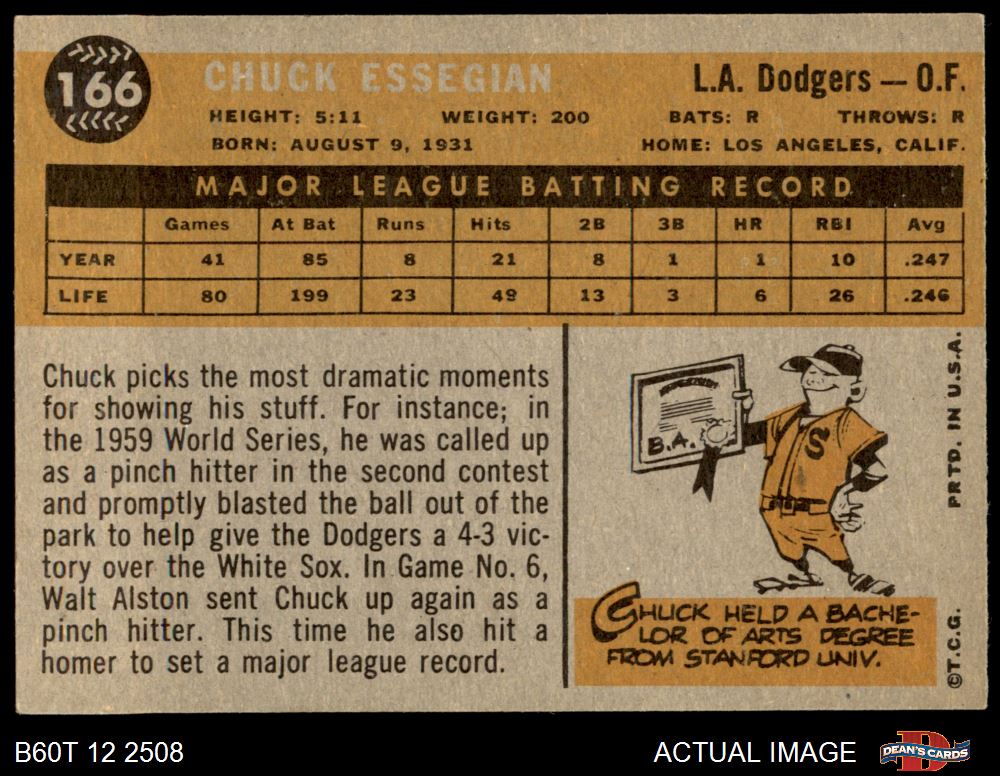 166
CHUCK ESSEGIAN
L.A. Dodgers — O.F.
HEIGHT: 5:11 WEIGHT: 200 BATS: R THROWS: R
BORN: AUGUST 9, 1931 HOME: LOS ANGELES, CALIF.
MAJOR LEAGUE BATTING RECORD
Games At Bat Runs Hits 2B 3B HR RBI Avg
YEAR 41 85 8 21 8 1 1 10 .247
LIFE 80 199 23 49 13 3 6 26 .246
Chuck picks the most dramatic moments
for showing his stuff. For instance; in
the 1959 World Series, he was called up
as a pinch hitter in the second contest
and promptly blasted the ball out of the
park to help give the Dodgers a 4-3 vic-
tory over the White Sox. In Game No. 6,
Walt Alston sent Chuck up again as a
pinch hitter. This time he also hit a
homer to set a major league record.
B.A.
S
CHUCK HELD A BACHE-
LOR OF ARTS DEGREE
FROM STANFORD UNIV.
PRTD. IN U.S.A.
©T.C.G.
B60T 12 2508
ACTUAL IMAGE
D
DEAN'S CARDS